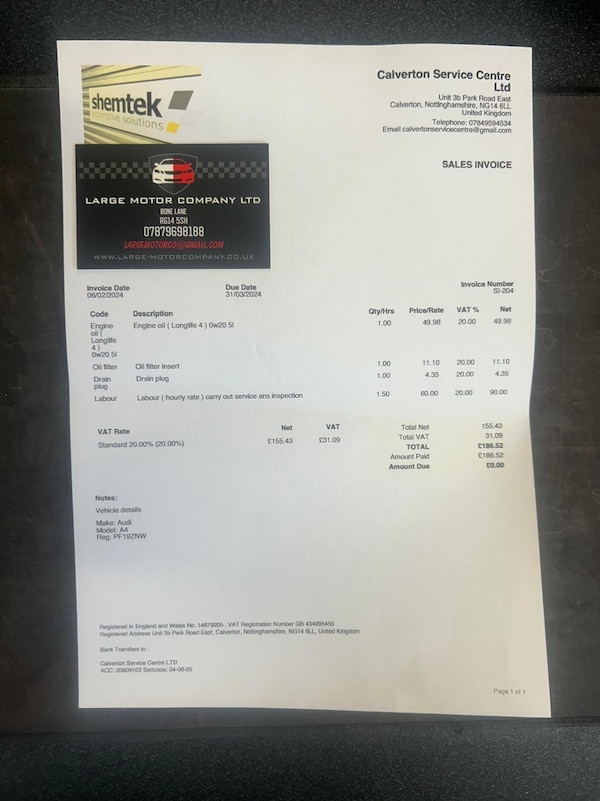 shemtek
automotive solutions
Calverton Service Centre
Ltd
Unit 3b Park Road East
Calverton, Nottinghamshire, NG14 6LL
United Kingdom
Telephone: 07849594534
Email calvertonservicecentre@gmail.com
SALES INVOICE
LARGE MOTOR COMPANY LTD
BONE LANE
RG14 5SH
07879698188
LARGEMOTORCO@GMAIL.COM
WWW.LARGE-MOTORCOMPANY.CO.UK
Invoice Date Due Date Invoice Number
06/02/2024 31/03/2024 SI-204
Code Description Qty/Hrs Price/Rate VAT % Net
Engine Engine oil ( Longlife 4 ) 0w20 5l 1.00 49.98 20.00 49.98
oil (
Longlife
4 )
0w20 5l
Oil filter Oil filter insert 1.00 11.10 20.00 11.10
Drain Drain plug 1.00 4.35 20.00 4.35
plug
Labour Labour ( hourly rate ) carry out service ans inspection 1.50 60.00 20.00 90.00
VAT Rate Net VAT
Standard 20.00% (20.00%) £155.43 £31.09
Total Net 155.43
Total VAT 31.09
TOTAL £186.52
Amount Paid £186.52
Amount Due £0.00
Notes:
Vehicle details
Make: Audi
Model: A4
Reg: PF19ZNW
Registered in England and Wales No. 14679205 , VAT Registration Number GB 434995455
Registered Address Unit 3b Park Road East, Calverton, Nottinghamshire, NG14 6LL, United Kingdom
Bank Transfers to :
Calverton Service Centre LTD
ACC: 20609103 Sortcode: 04-06-05
Page 1 of 1